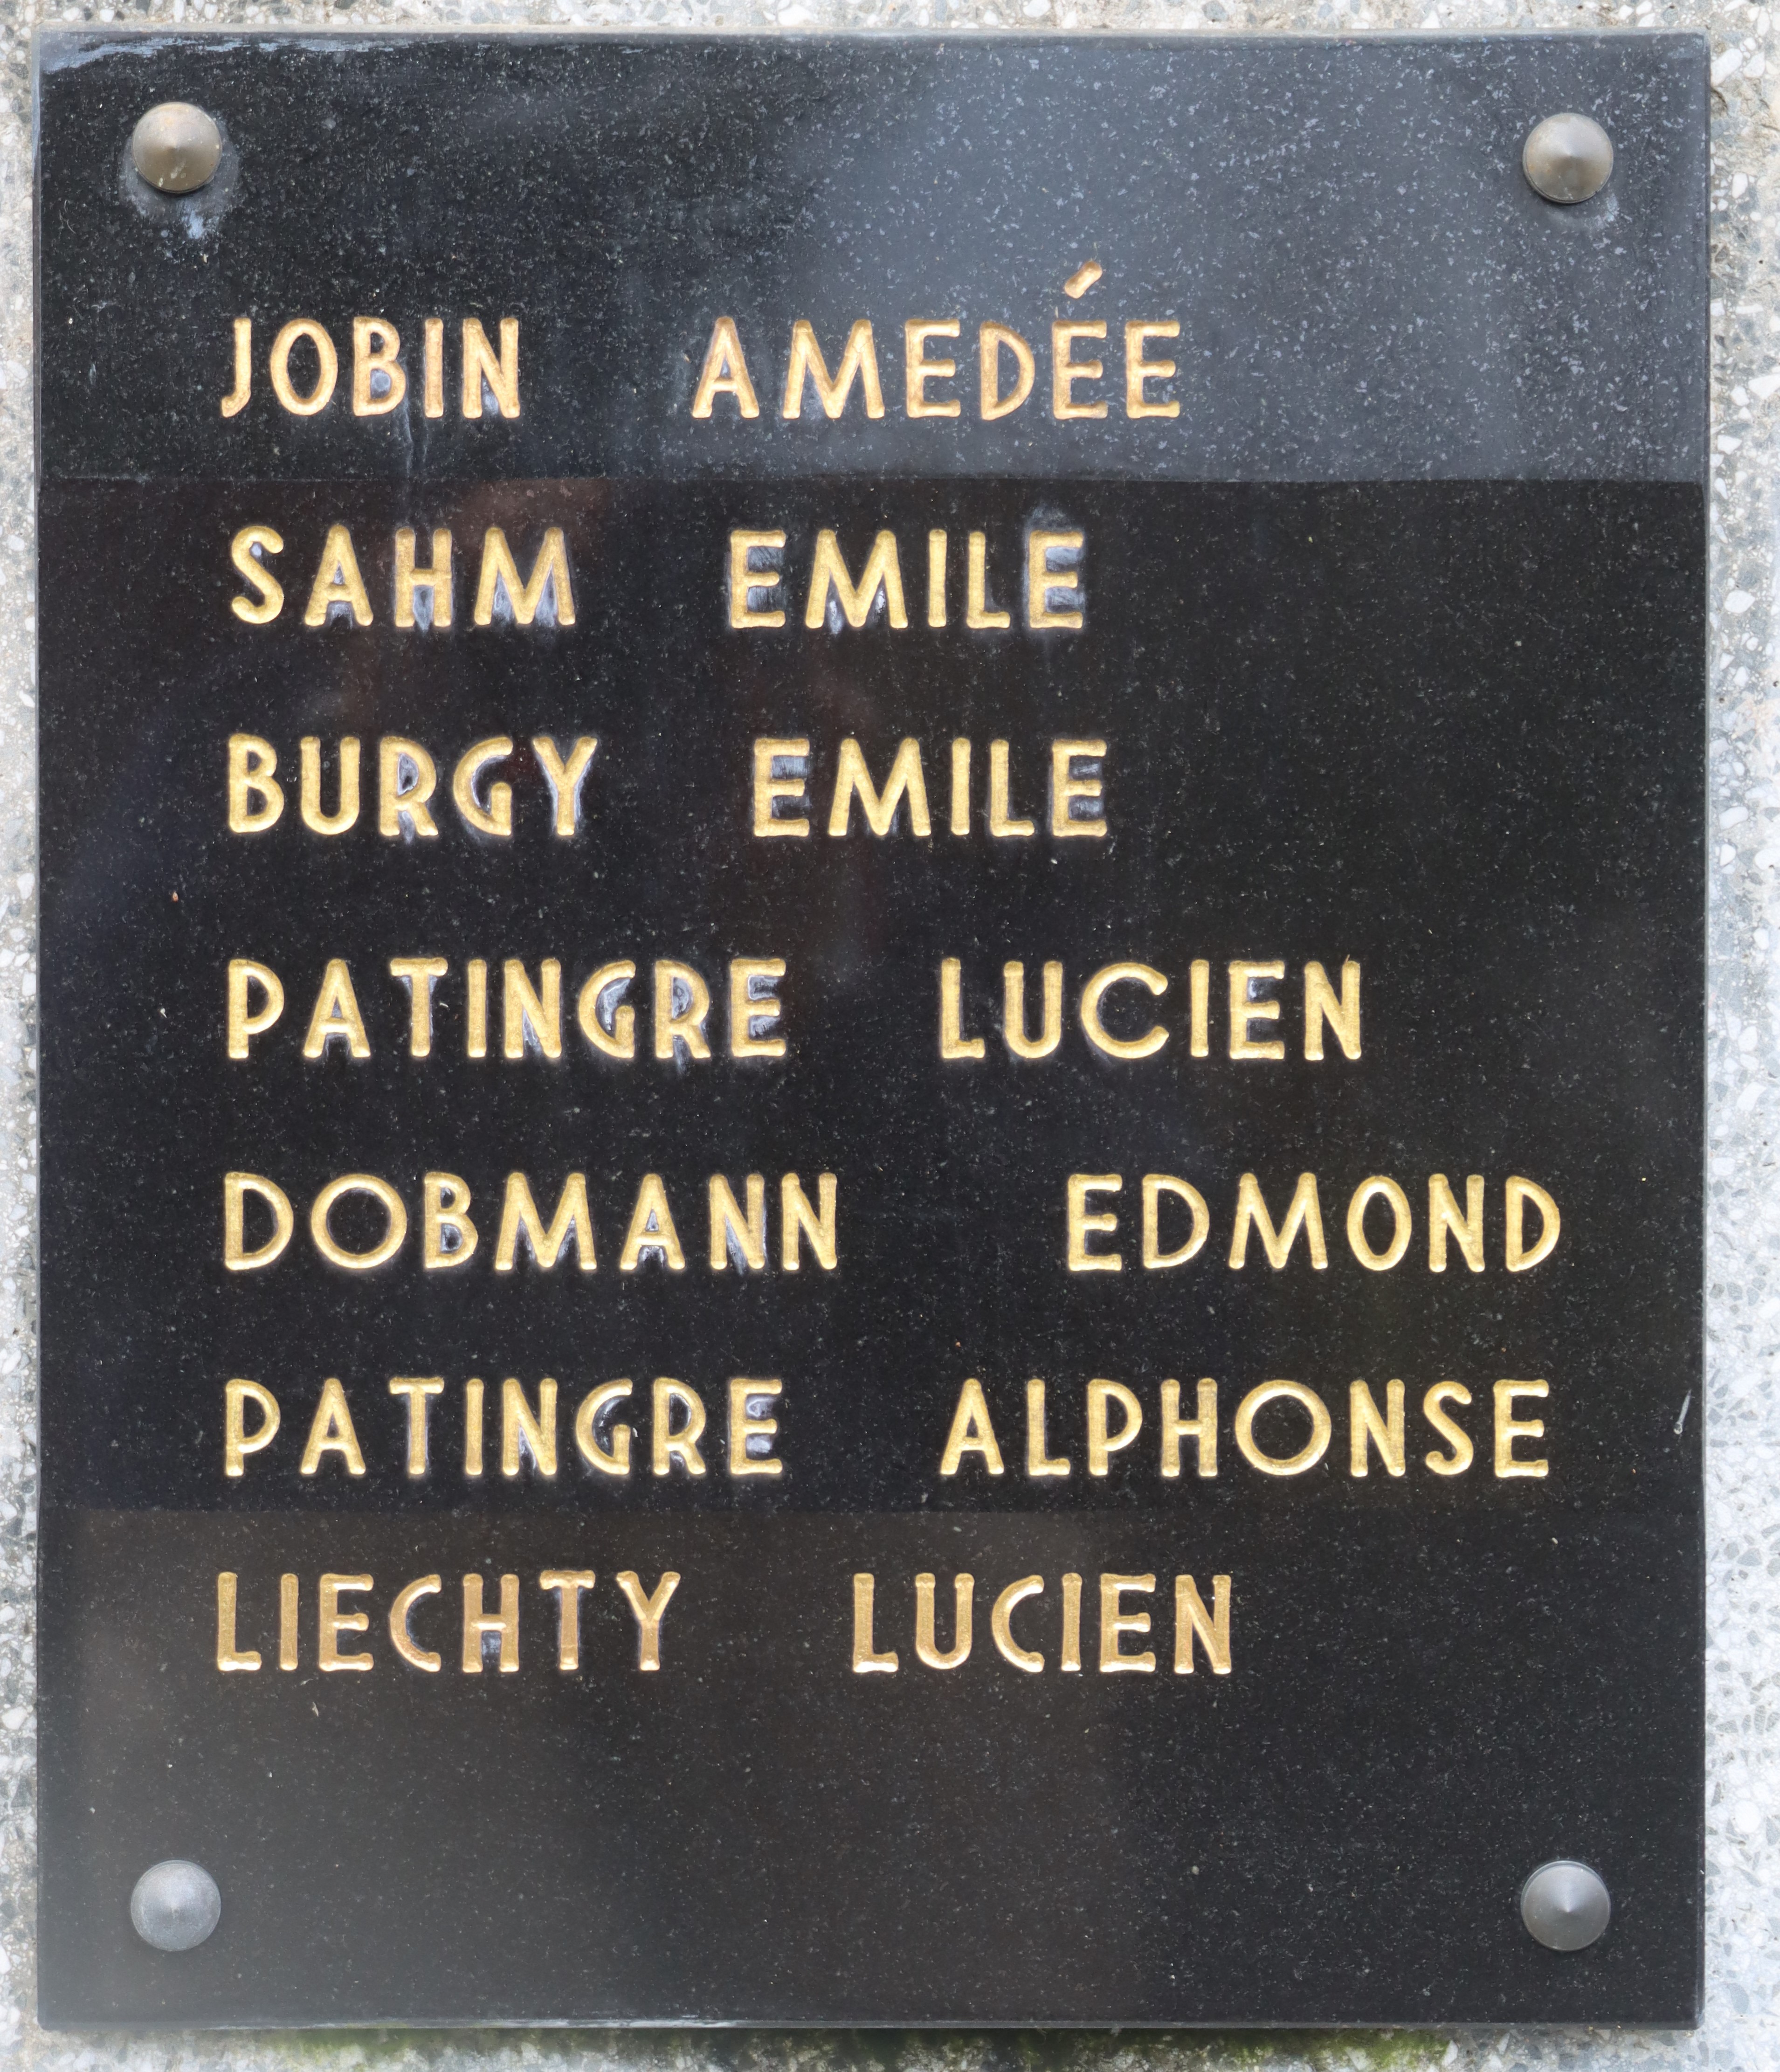 JOBIN AMEDÉE
SAHM EMILE
BURGY EMILE
PATINGRE LUCIEN
DOBMANN EDMOND
PATINGRE ALPHONSE
LIECHTY LUCIEN